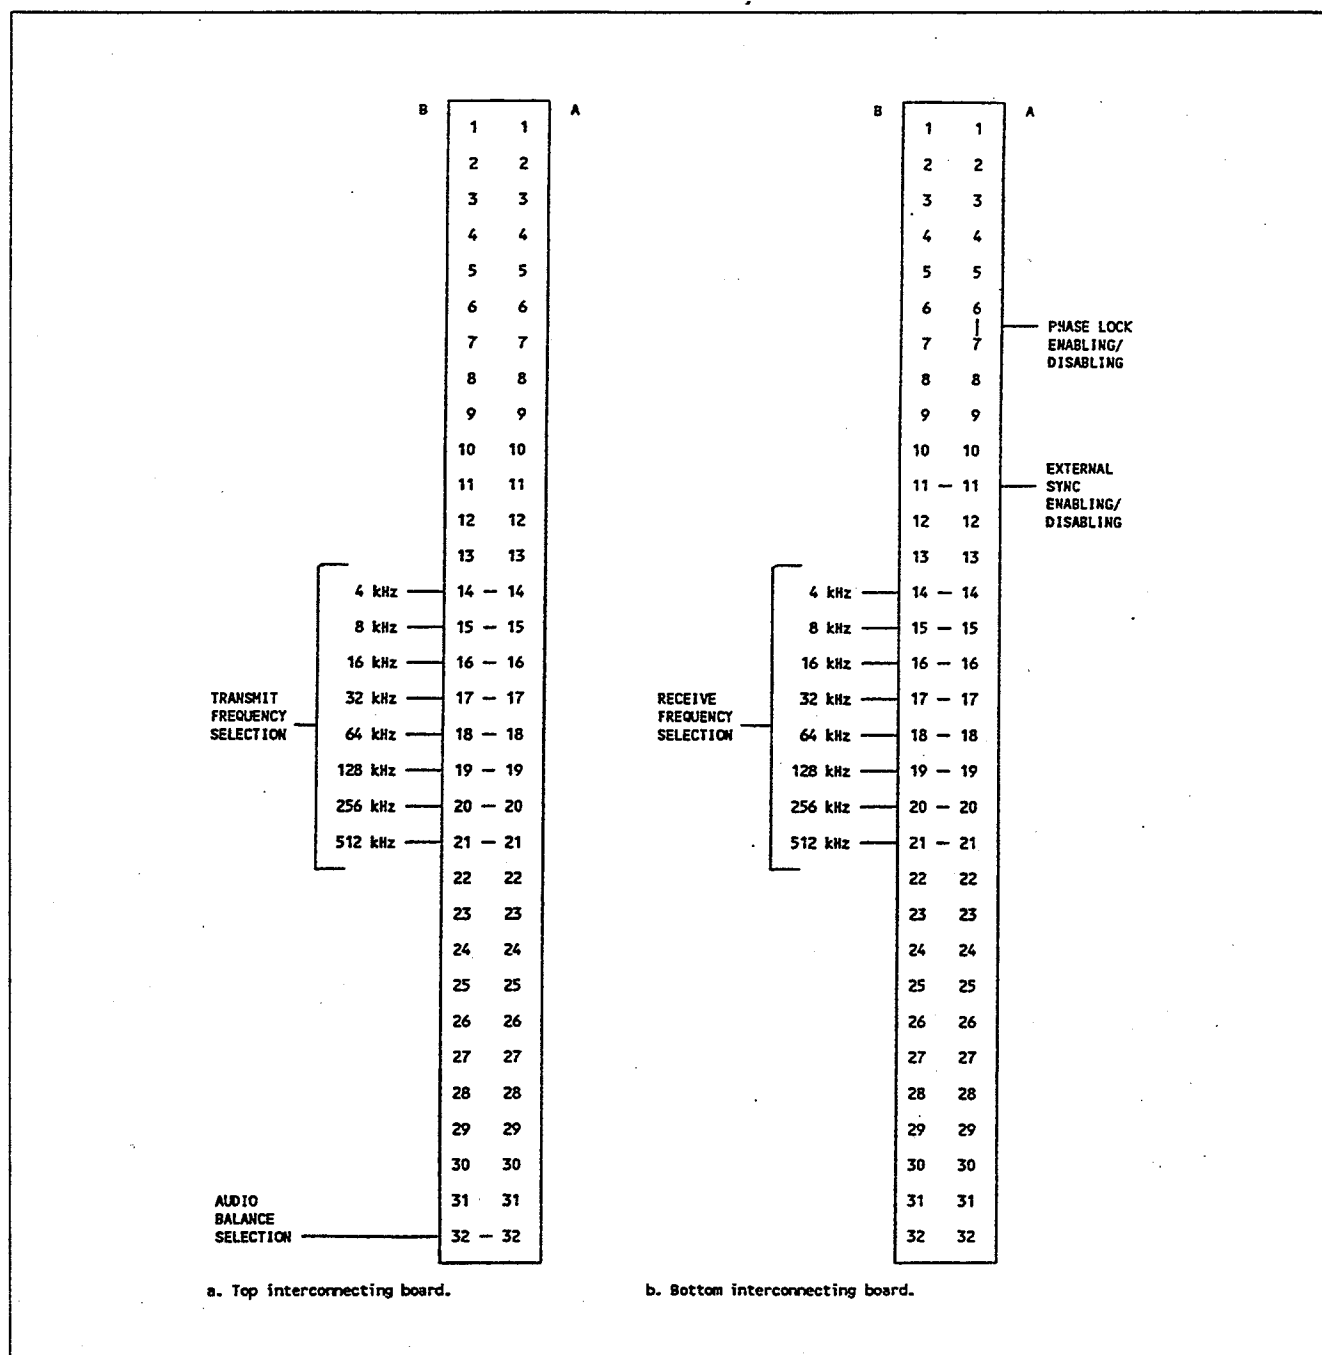 B A
1 1
2 2
3 3
4 4
5 5
6 6
7 7
8 8
9 9
10 10
11 11
12 12
13 13
4 kHz 14 — 14
8 kHz 15 — 15
16 kHz 16 — 16
32 kHz 17 — 17
64 kHz 18 — 18
128 kHz 19 — 19
256 kHz 20 — 20
512 kHz 21 — 21
TRANSMIT
FREQUENCY
SELECTION
22 22
23 23
24 24
25 25
26 26
27 27
28 28
29 29
30 30
31 31
32 — 32
AUDIO
BALANCE
SELECTION
a. Top interconnecting board.
B A
1 1
2 2
3 3
4 4
5 5
6 6
7 7
PHASE LOCK
ENABLING/
DISABLING
8 8
9 9
10 10
11 — 11
EXTERNAL
SYNC
ENABLING/
DISABLING
12 12
13 13
4 kHz 14 — 14
8 kHz 15 — 15
16 kHz 16 — 16
32 kHz 17 — 17
64 kHz 18 — 18
128 kHz 19 — 19
256 kHz 20 — 20
512 kHz 21 — 21
RECEIVE
FREQUENCY
SELECTION
22 22
23 23
24 24
25 25
26 26
27 27
28 28
29 29
30 30
31 31
32 32
b. Bottom interconnecting board.